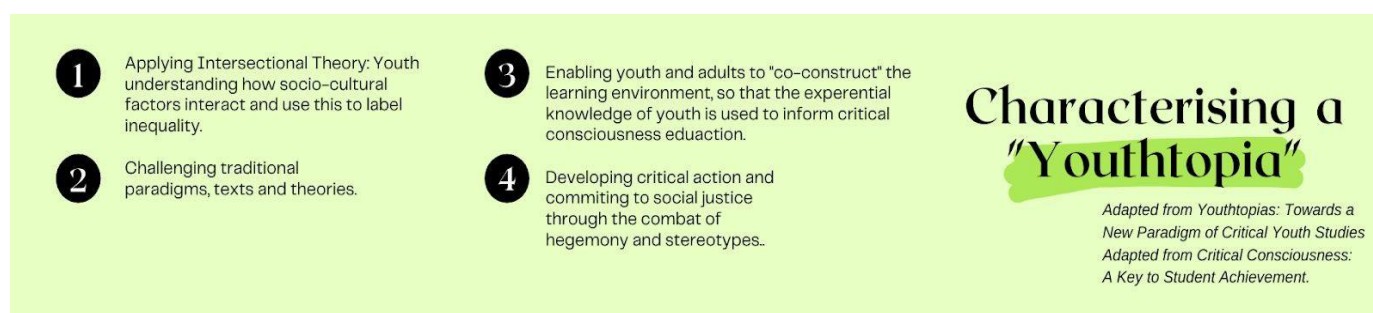 1
Applying Intersectional Theory: Youth
understanding how socio-cultural
factors interact and use this to label
inequality.
2
Challenging traditional
paradigms, texts and theories.
3
Enabling youth and adults to "co-construct" the
learning environment, so that the experential
knowledge of youth is used to inform critical
consciousness eduaction.
4
Developing critical action and
commiting to social justice
through the combat of
hegemony and stereotypes..
Characterising a
"Youthtopia"
Adapted from Youthtopias: Towards a
New Paradigm of Critical Youth Studies
Adapted from Critical Consciousness:
A Key to Student Achievement.